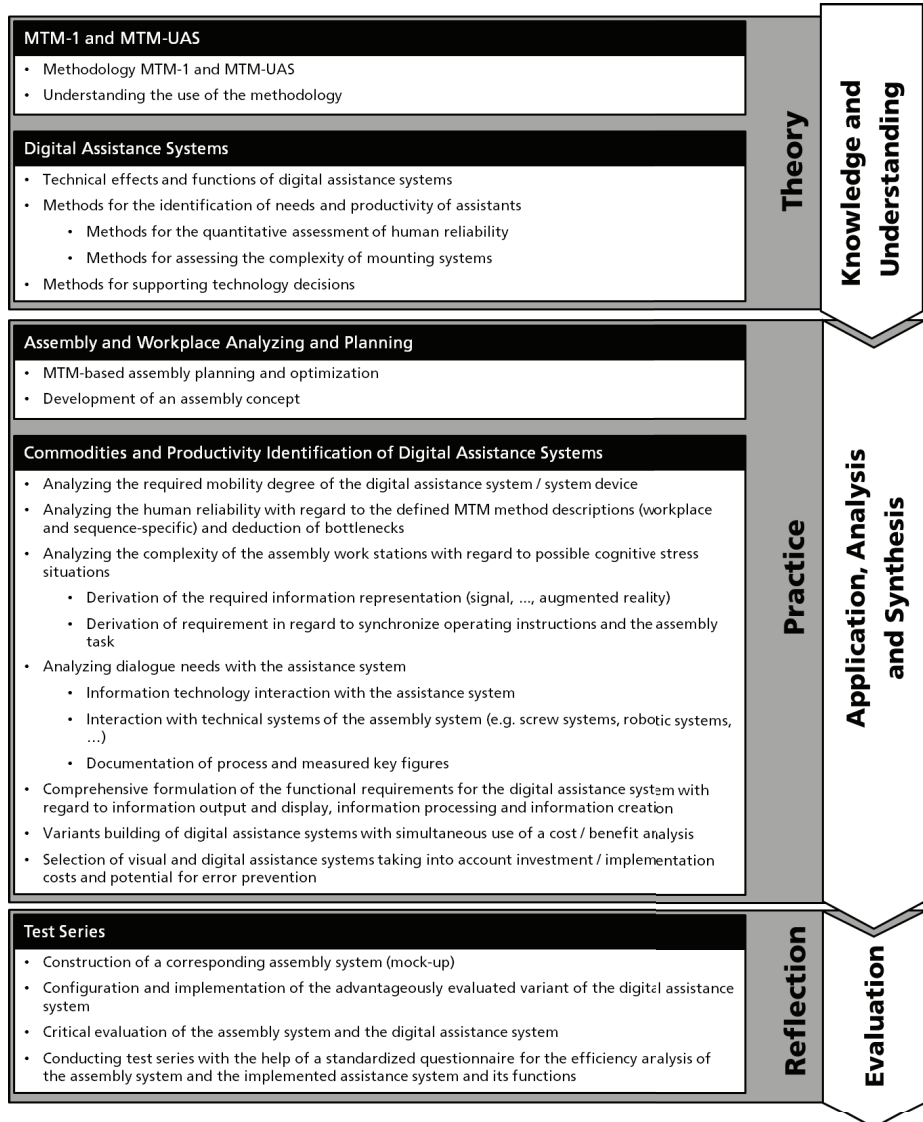 MTM-1 and MTM-UAS
• Methodology MTM-1 and MTM-UAS
• Understanding the use of the methodology
Digital Assistance Systems
• Technical effects and functions of digital assistance systems
• Methods for the identification of needs and productivity of assistants
• Methods for the quantitative assessment of human reliability
• Methods for assessing the complexity of mounting systems
• Methods for supporting technology decisions
Theory
Knowledge and
Understanding
Assembly and Workplace Analyzing and Planning
• MTM-based assembly planning and optimization
• Development of an assembly concept
Commodities and Productivity Identification of Digital Assistance Systems
• Analyzing the required mobility degree of the digital assistance system / system device
• Analyzing the human reliability with regard to the defined MTM method descriptions (workplace
and sequence-specific) and deduction of bottlenecks
• Analyzing the complexity of the assembly work stations with regard to possible cognitive stress
situations
• Derivation of the required information representation (signal, ..., augmented reality)
• Derivation of requirement in regard to synchronize operating instructions and the assembly
task
• Analyzing dialogue needs with the assistance system
• Information technology interaction with the assistance system
• Interaction with technical systems of the assembly system (e.g. screw systems, robotic systems,
...)
• Documentation of process and measured key figures
• Comprehensive formulation of the functional requirements for the digital assistance system with
regard to information output and display, information processing and information creation
• Variants building of digital assistance systems with simultaneous use of a cost / benefit analysis
• Selection of visual and digital assistance systems taking into account investment / implementation
costs and potential for error prevention
Practice
Application, Analysis
and Synthesis
Test Series
• Construction of a corresponding assembly system (mock-up)
• Configuration and implementation of the advantageously evaluated variant of the digital assistance
system
• Critical evaluation of the assembly system and the digital assistance system
• Conducting test series with the help of a standardized questionnaire for the efficiency analysis of
the assembly system and the implemented assistance system and its functions
Reflection
Evaluation